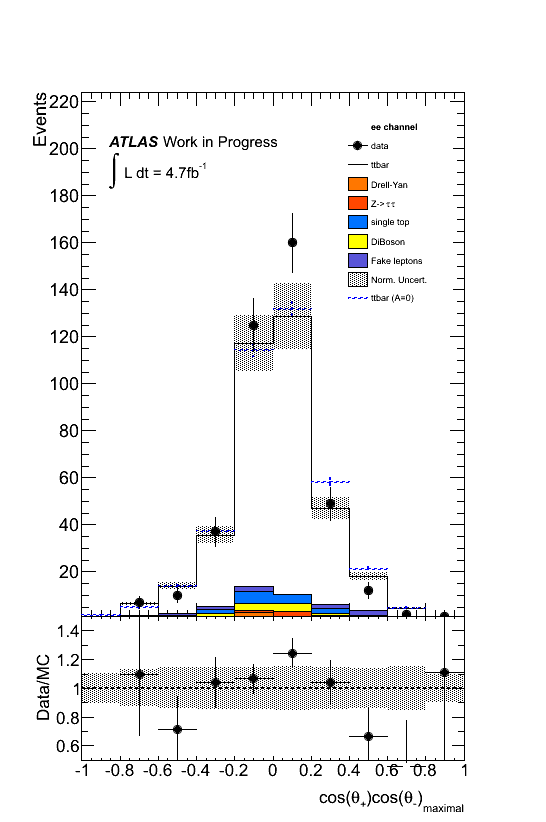 Events
220
200
180
160
140
120
100
80
60
40
20
ATLAS Work in Progress
∫ L dt = 4.7fb⁻¹
ee channel
data
ttbar
Drell-Yan
Z->ττ
single top
DiBoson
Fake leptons
Norm. Uncert.
ttbar (A=0)
Data/MC
1.4
1.2
1
0.8
0.6
-1 -0.8 -0.6 -0.4 -0.2 0 0.2 0.4 0.6 0.8 1
cos(θ₊)cos(θ₋)maximal